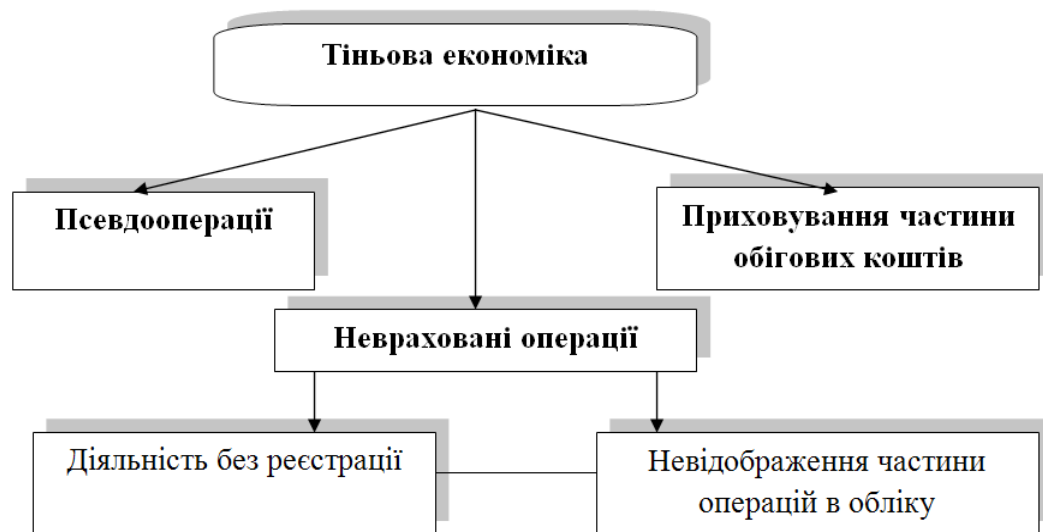 Тіньова економіка
Псевдооперації
Приховування частини
обігових коштів
Невраховані операції
Діяльність без реєстрації
Невідображення частини
операцій в обліку